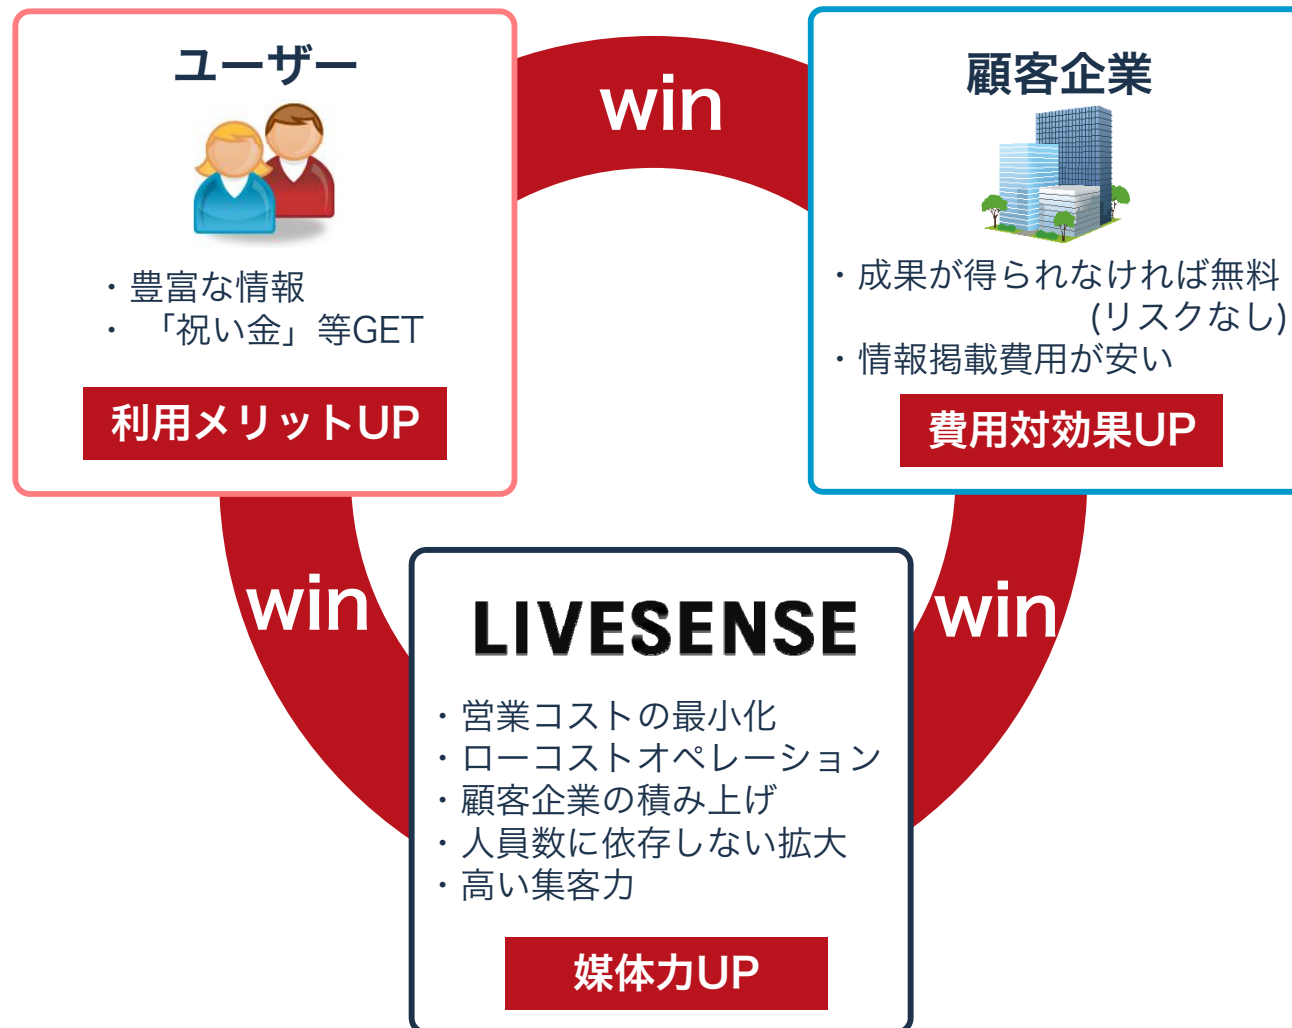 ユーザー
・豊富な情報
・「祝い金」等GET
利用メリットUP
win
顧客企業
・成果が得られなければ無料
(リスクなし)
・情報掲載費用が安い
費用対効果UP
win
win
LIVESENSE
・営業コストの最小化
・ローコストオペレーション
・顧客企業の積み上げ
・人員数に依存しない拡大
・高い集客力
媒体力UP